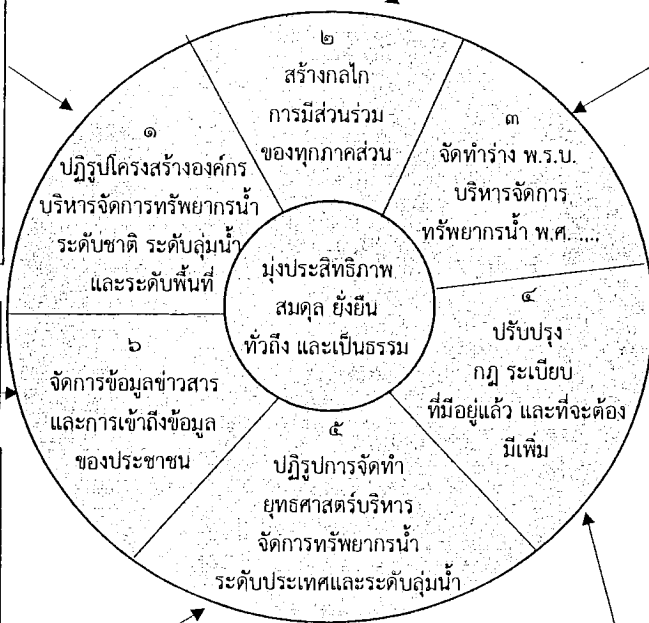 ๑
ปฏิรูปโครงสร้างองค์กร
บริหารจัดการทรัพยากรน้ำ
ระดับชาติ ระดับลุ่มน้ำ
และระดับพื้นที่
๒
สร้างกลไก
การมีส่วนร่วม
ของทุกภาคส่วน
๓
จัดทำร่าง พ.ร.บ.
บริหารจัดการ
ทรัพยากรน้ำ พ.ศ. ....
มุ่งประสิทธิภาพ
สมดุล ยั่งยืน
ทั่วถึง และเป็นธรรม
๔
ปรับปรุง
กฎ ระเบียบ
ที่มีอยู่แล้ว และที่จะต้อง
มีเพิ่ม
๕
ปฏิรูปการจัดทำ
ยุทธศาสตร์บริหาร
จัดการทรัพยากรน้ำ
ระดับประเทศและระดับลุ่มน้ำ
๖
จัดการข้อมูลข่าวสาร
และการเข้าถึงข้อมูล
ของประชาชน